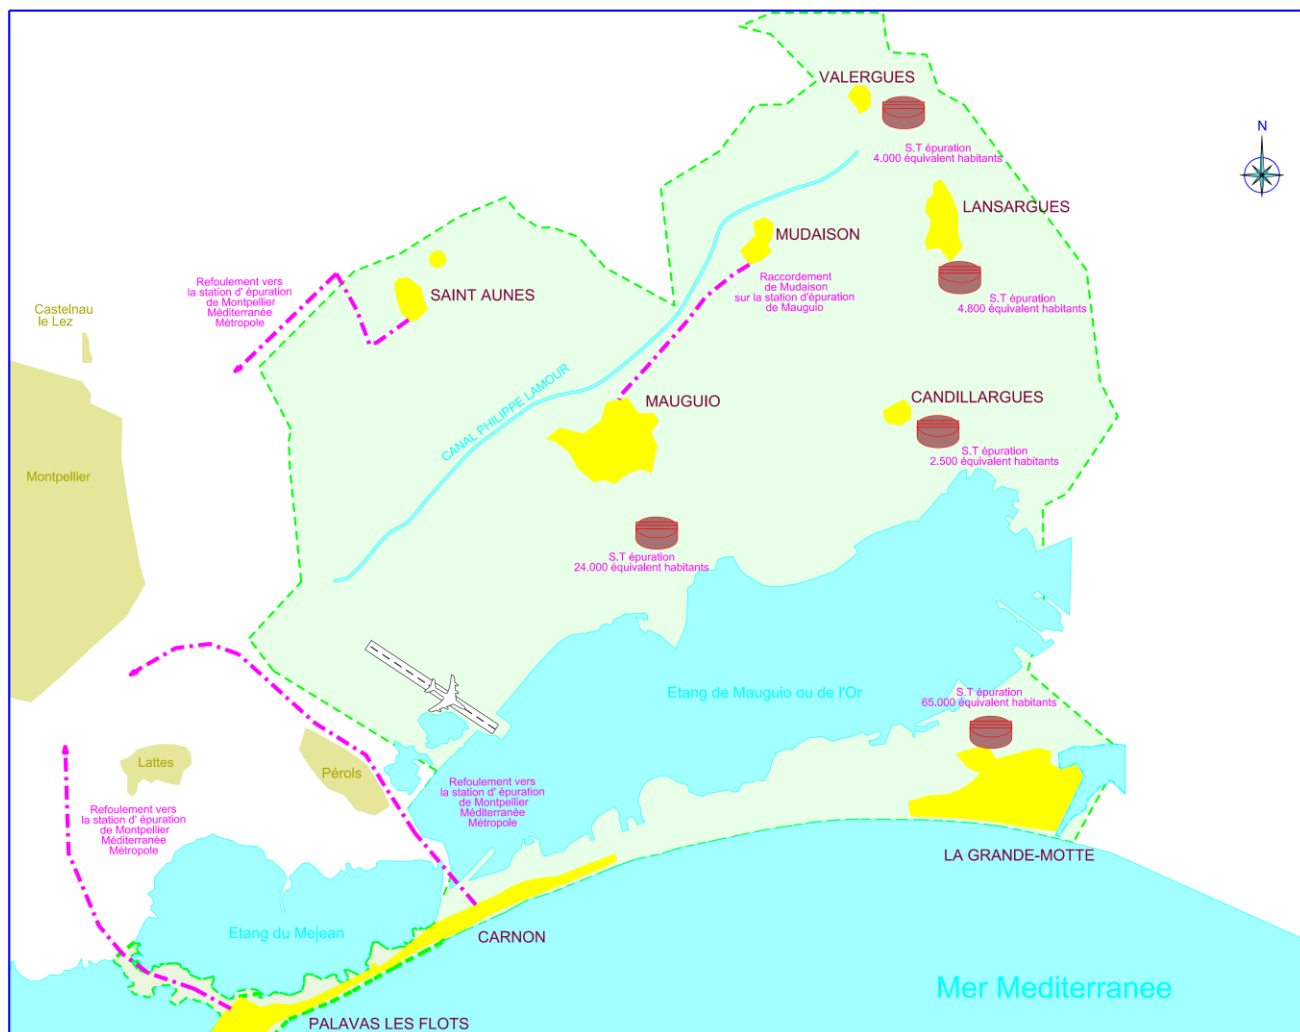 VALERGUES
N
S.T épuration
4.000 équivalent habitants
LANSARGUES
MUDAISON
Raccordement
de Mudaison
sur la station d'épuration
de Mauguio
S.T épuration
4.800 équivalent habitants
Refoulement vers
la station d' épuration
de Montpellier
Méditerranée
Métropole
SAINT AUNES
Castelnau
le Lez
CANAL PHILIPPE LAMOUR
MAUGUIO
CANDILLARGUES
S.T épuration
2.500 équivalent habitants
Montpellier
S.T épuration
24.000 équivalent habitants
Etang de Mauguio ou de l'Or
S.T épuration
65.000 équivalent habitants
Lattes
Pérols
Refoulement vers
la station d' épuration
de Montpellier
Méditerranée
Métropole
Refoulement vers
la station d' épuration
de Montpellier
Méditerranée
Métropole
LA GRANDE-MOTTE
Etang du Mejean
CARNON
Mer Mediterranee
PALAVAS LES FLOTS